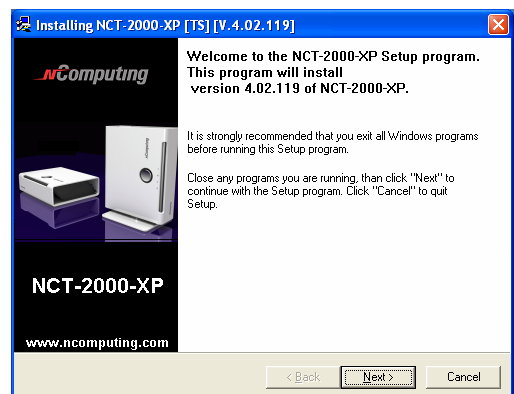 Installing NCT-2000-XP [TS] [V.4.02.119]
nComputing
Welcome to the NCT-2000-XP Setup program.
This program will install
version 4.02.119 of NCT-2000-XP.
It is strongly recommended that you exit all Windows programs
before running this Setup program.
Close any programs you are running, than click "Next" to
continue with the Setup program. Click "Cancel" to quit
Setup.
NCT-2000-XP
www.ncomputing.com
< Back
Next >
Cancel